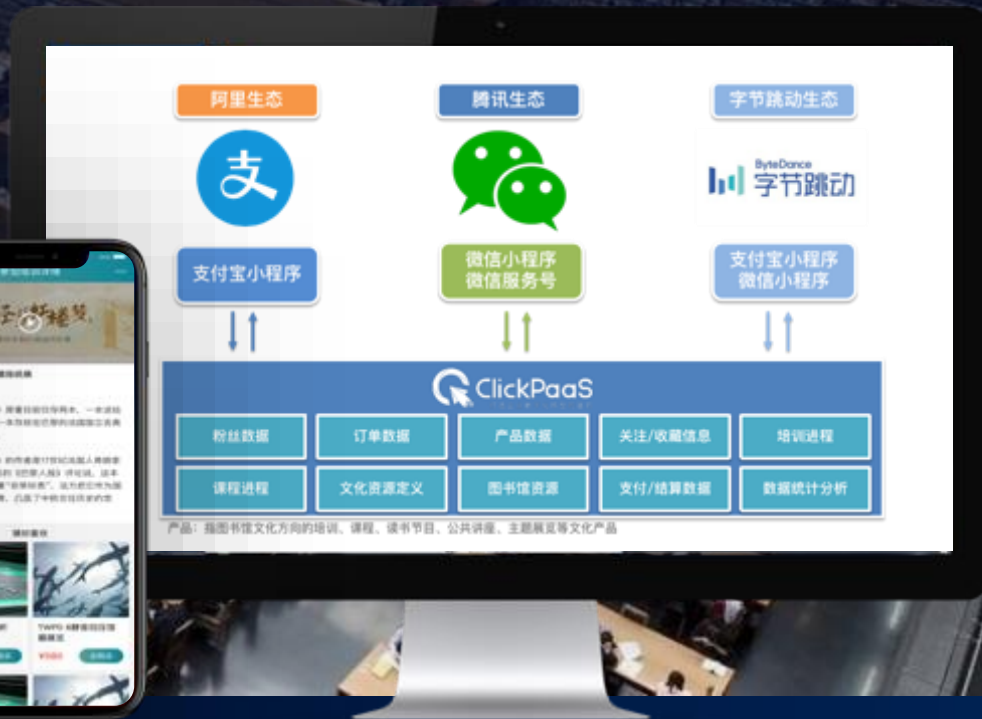 阿里生态
腾讯生态
字节跳动生态
支
ByteDance
字节跳动
支付宝小程序
微信小程序
微信服务号
支付宝小程序
微信小程序
ClickPaaS
粉丝数据
订单数据
产品数据
关注/收藏信息
培训进程
课程进程
文化资源定义
图书馆资源
支付/结算数据
数据统计分析
产品：指图书馆文化方向的培训、课程、读书节目、公共讲座、主题展览等文化产品